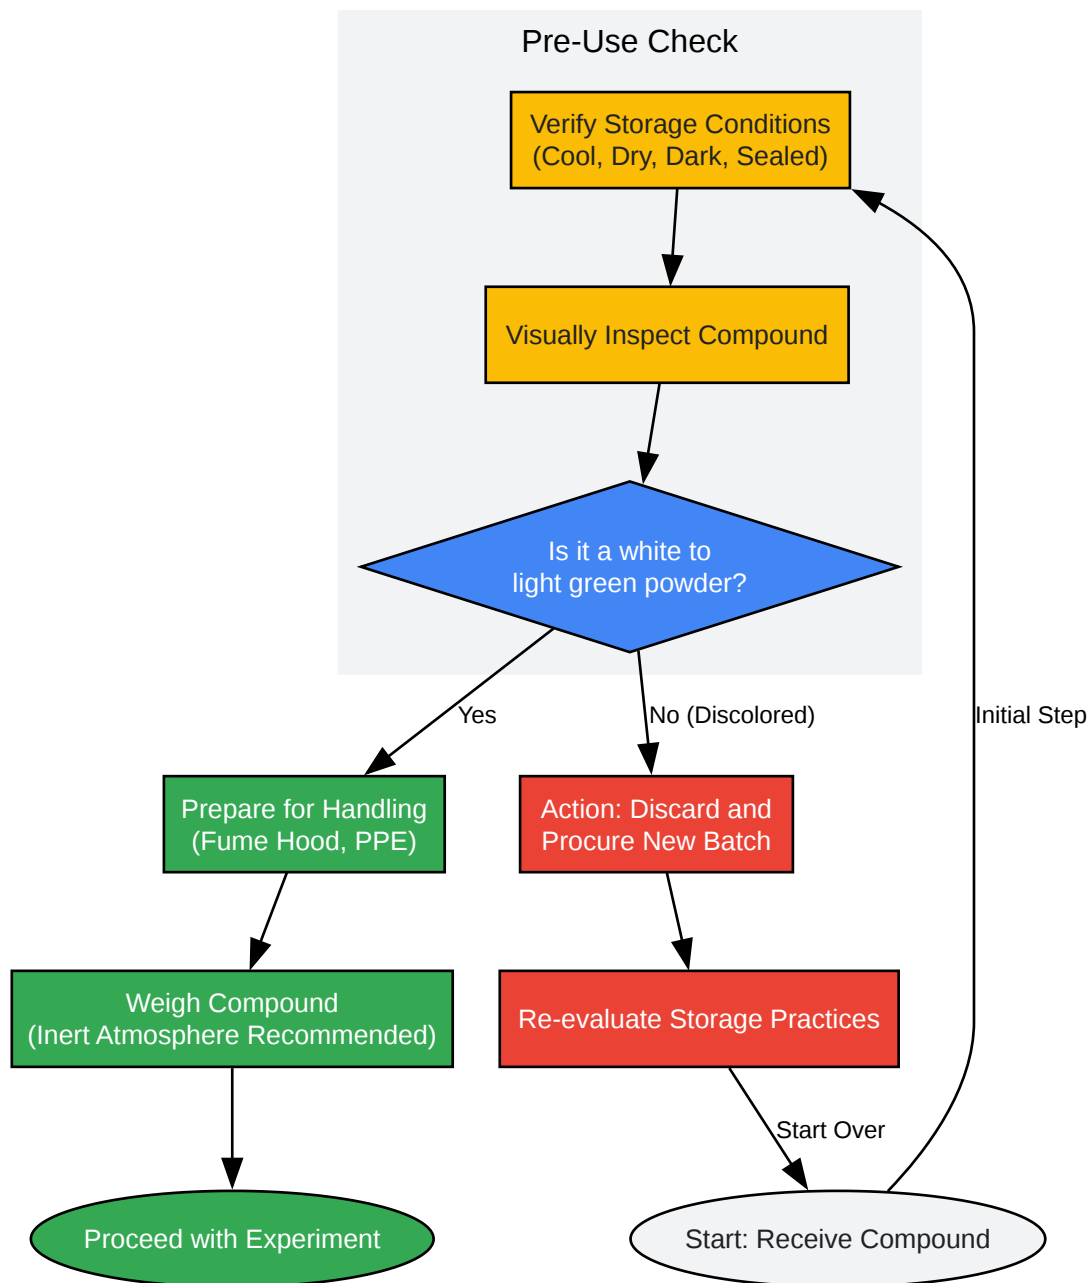 Pre-Use Check
Verify Storage Conditions
(Cool, Dry, Dark, Sealed)
Visually Inspect Compound
Is it a white to
light green powder?
Yes
No (Discolored)
Initial Step
Prepare for Handling
(Fume Hood, PPE)
Action: Discard and
Procure New Batch
Weigh Compound
(Inert Atmosphere Recommended)
Re-evaluate Storage Practices
Start Over
Proceed with Experiment
Start: Receive Compound